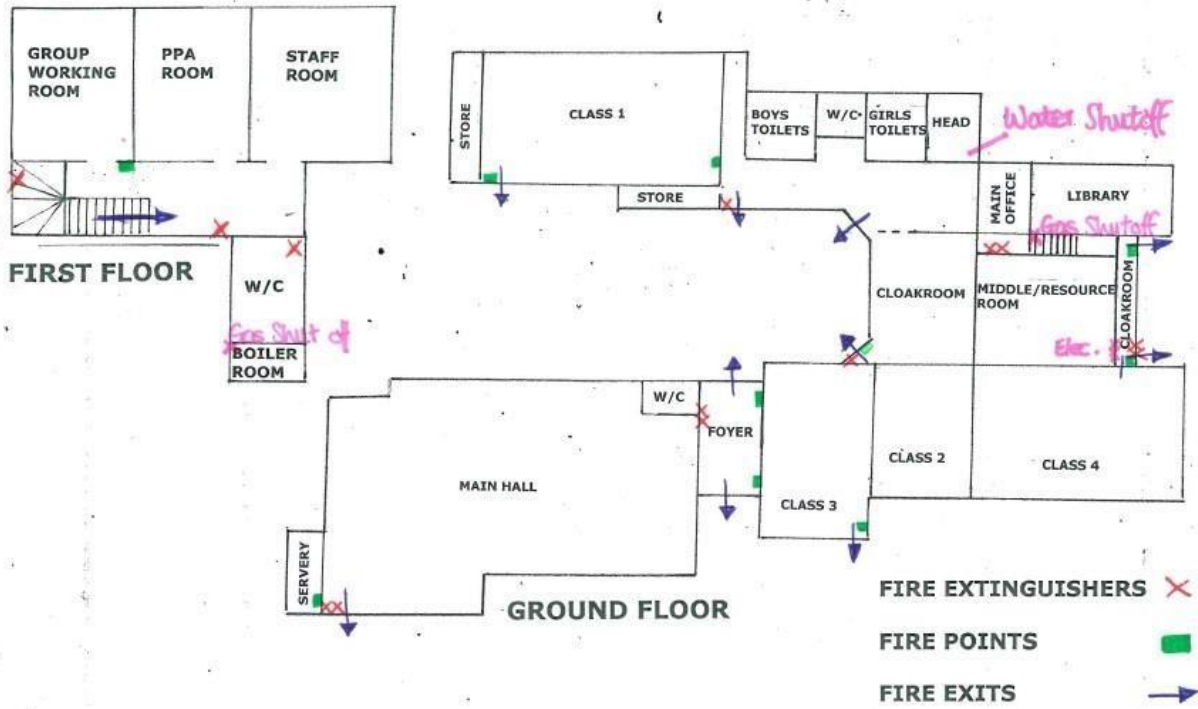 GROUP
WORKING
ROOM
PPA
ROOM
STAFF
ROOM
FIRST FLOOR
W/C
Gas Shut of
BOILER
ROOM
STORE
CLASS 1
STORE
BOYS
TOILETS
W/C
GIRLS
TOILETS
HEAD
Water Shutoff
MAIN
OFFICE
LIBRARY
Gas Shutoff
CLOAKROOM
MIDDLE/RESOURCE
ROOM
CLOAKROOM
Elec.
W/C
FOYER
MAIN HALL
CLASS 3
CLASS 2
CLASS 4
SERVERY
GROUND FLOOR
FIRE EXTINGUISHERS
FIRE POINTS
FIRE EXITS